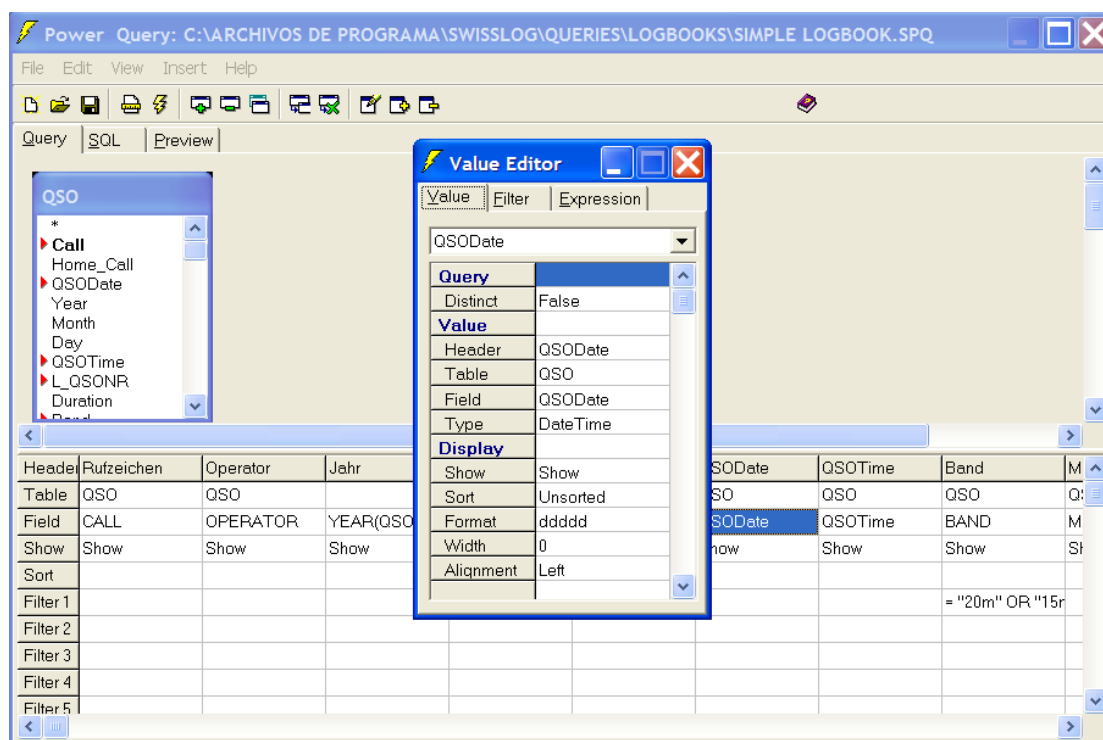 Power Query: C:\ARCHIVOS DE PROGRAMA\SWISSLOG\QUERIES\LOGBOOKS\SIMPLE LOGBOOK.SPQ
File Edit View Insert Help
Query SQL Preview
QSO
*
Call
Home_Call
QSODate
Year
Month
Day
QSOTime
L_QSONR
Duration
Value Editor
Value Filter Expression
QSODate
Query
Distinct False
Value
Header QSODate
Table QSO
Field QSODate
Type DateTime
Display
Show Show
Sort Unsorted
Format ddddd
Width 0
Alignment Left
Header Rufzeichen Operator Jahr SODate QSOTime Band M
Table QSO QSO SO QSO QSO
Field CALL OPERATOR YEAR(QSO SODate QSOTime BAND M
Show Show Show Show how Show Show
Sort
Filter 1 = "20m" OR "15
Filter 2
Filter 3
Filter 4
Filter 5